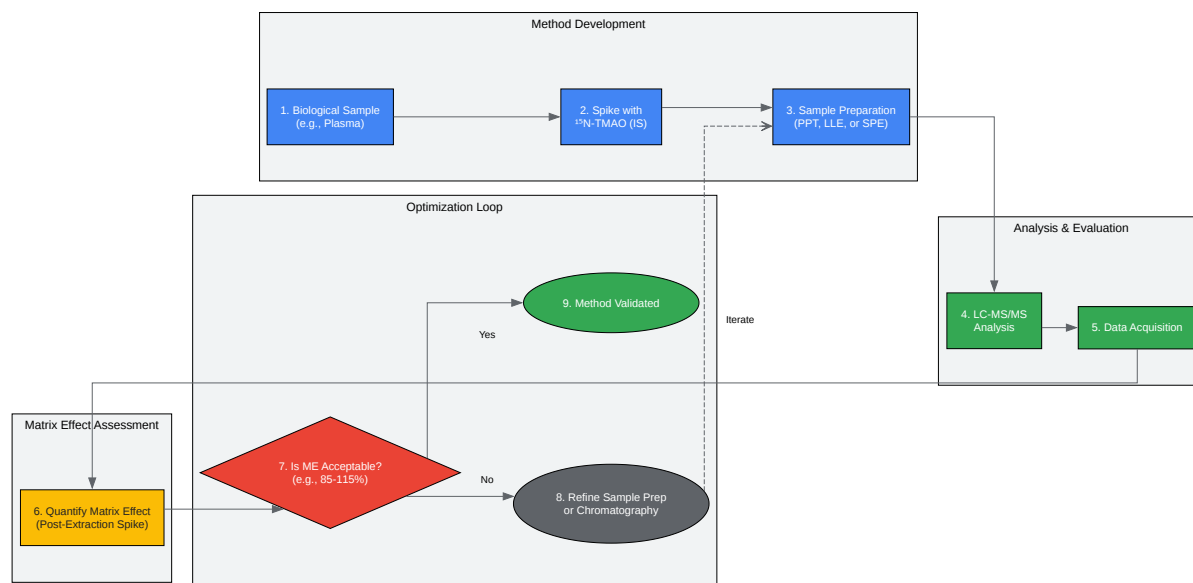 Method Development
1. Biological Sample
(e.g., Plasma)
2. Spike with
¹⁵N-TMAO (IS)
3. Sample Preparation
(PPT, LLE, or SPE)
Optimization Loop
Analysis & Evaluation
9. Method Validated
4. LC-MS/MS
Analysis
5. Data Acquisition
Iterate
Yes
Matrix Effect Assessment
7. Is ME Acceptable?
(e.g., 85-115%)
No
8. Refine Sample Prep
or Chromatography
6. Quantify Matrix Effect
(Post-Extraction Spike)